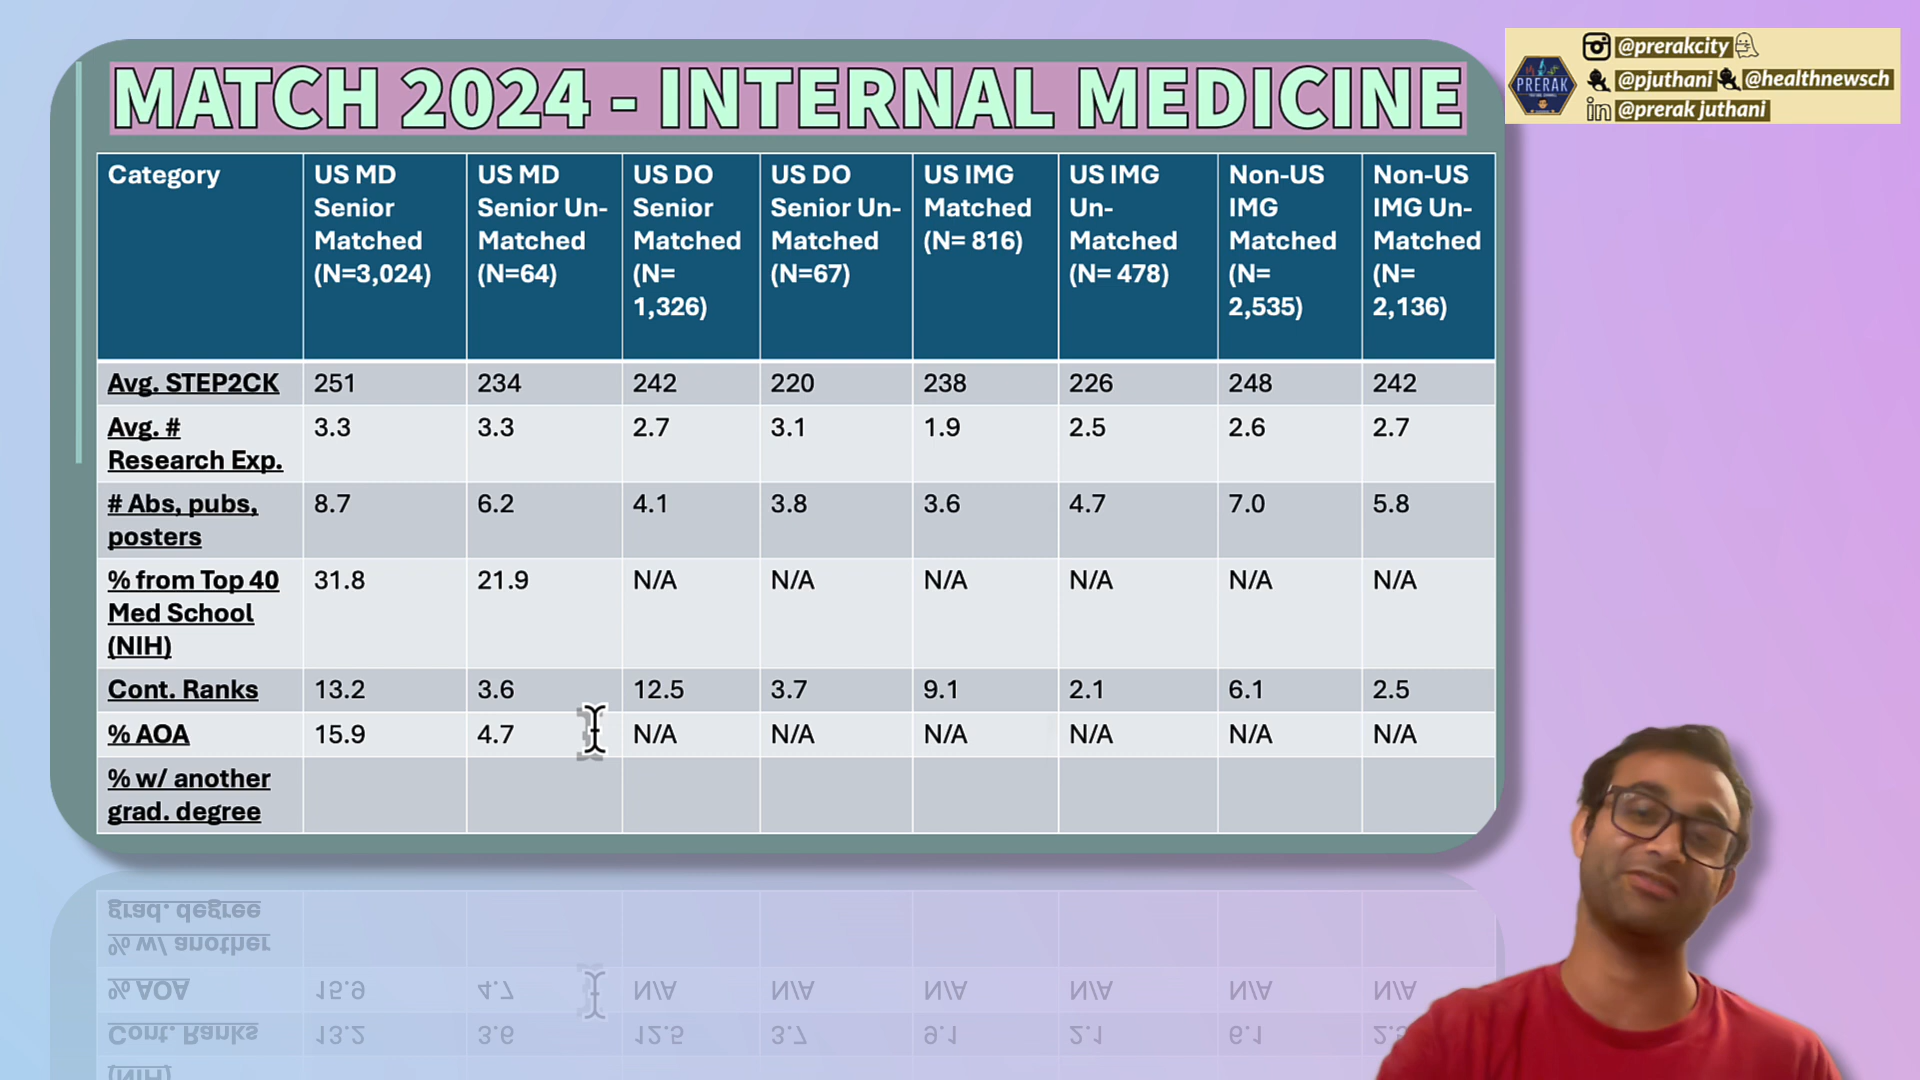 MATCH 2024 - INTERNAL MEDICINE
@prerakcity
@pjuthani @healthnewsch
@prerak juthani
PRERAK
Category
US MD
Senior
Matched
(N=3,024)
US MD
Senior Un-
Matched
(N=64)
US DO
Senior
Matched
(N=
1,326)
US DO
Senior Un-
Matched
(N=67)
US IMG
Matched
(N= 816)
US IMG
Un-
Matched
(N= 478)
Non-US
IMG
Matched
(N=
2,535)
Non-US
IMG Un-
Matched
(N=
2,136)
Avg. STEP2CK 251 234 242 220 238 226 248 242
Avg. # 3.3 3.3 2.7 3.1 1.9 2.5 2.6 2.7
Research Exp.
# Abs, pubs, 8.7 6.2 4.1 3.8 3.6 4.7 7.0 5.8
posters
% from Top 40 31.8 21.9 N/A N/A N/A N/A N/A N/A
Med School
(NIH)
Cont. Ranks 13.2 3.6 12.5 3.7 9.1 2.1 6.1 2.5
% AOA 15.9 4.7 N/A N/A N/A N/A N/A N/A
% w/ another
grad. degree